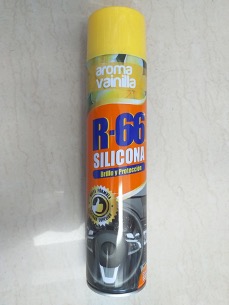 aroma
vainilla
R-66
SILICONA
Brillo y Protección